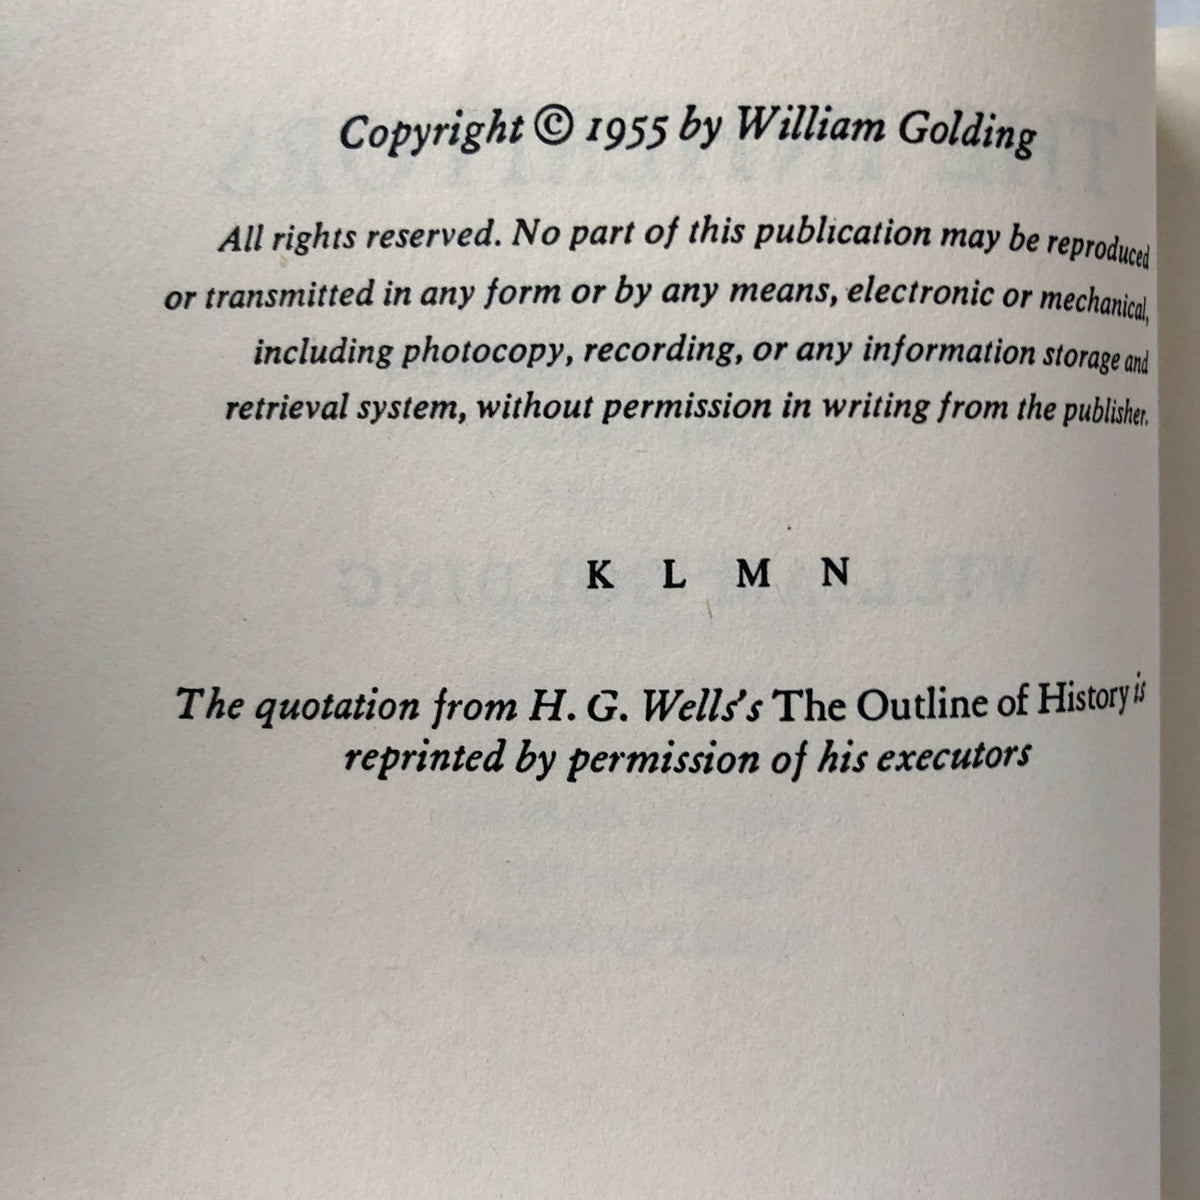 Copyright © 1955 by William Golding
All rights reserved. No part of this publication may be reproduced
or transmitted in any form or by any means, electronic or mechanical,
including photocopy, recording, or any information storage and
retrieval system, without permission in writing from the publisher.
K L M N
The quotation from H. G. Wells's The Outline of History is
reprinted by permission of his executors